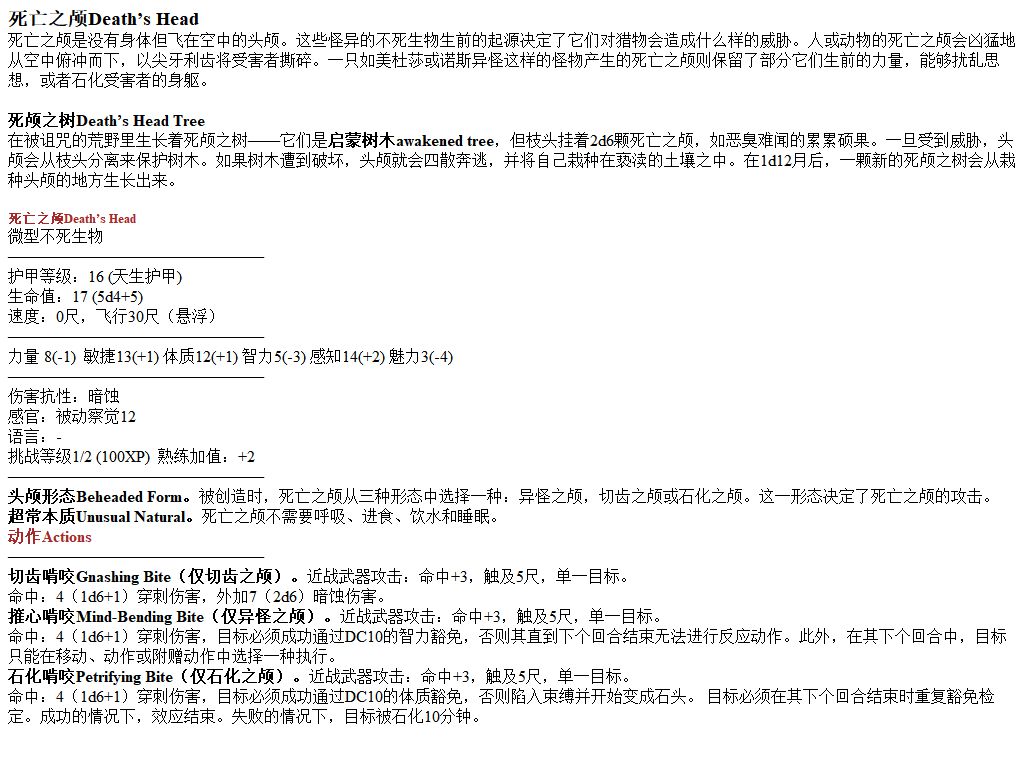 死亡之颅Death’s Head
死亡之颅是没有身体但飞在空中的头颅。这些怪异的不死生物生前的起源决定了它们对猎物会造成什么样的威胁。人或动物的死亡之颅会凶猛地
从空中俯冲而下，以尖牙利齿将受害者撕碎。一只如美杜莎或诺斯异怪这样的怪物产生的死亡之颅则保留了部分它们生前的力量，能够扰乱思
想，或者石化受害者的身躯。
死颅之树Death’s Head Tree
在被诅咒的荒野里生长着死颅之树——它们是启蒙树木awakened tree，但枝头挂着2d6颗死亡之颅，如恶臭难闻的累累硕果。一旦受到威胁，头
颅会从枝头分离来保护树木。如果树木遭到破坏，头颅就会四散奔逃，并将自己栽种在亵渎的土壤之中。在1d12月后，一颗新的死颅之树会从栽
种头颅的地方生长出来。
死亡之颅Death’s Head
微型不死生物
护甲等级：16 (天生护甲)
生命值：17 (5d4+5)
速度：0尺，飞行30尺（悬浮）
力量 8(-1) 敏捷13(+1) 体质12(+1) 智力5(-3) 感知14(+2) 魅力3(-4)
伤害抗性：暗蚀
感官：被动察觉12
语言：-
挑战等级1/2 (100XP) 熟练加值：+2
头颅形态Beheaded Form。被创造时，死亡之颅从三种形态中选择一种：异怪之颅，切齿之颅或石化之颅。这一形态决定了死亡之颅的攻击。
超常本质Unusual Natural。死亡之颅不需要呼吸、进食、饮水和睡眠。
动作Actions
切齿啃咬Gnashing Bite（仅切齿之颅）。近战武器攻击：命中+3，触及5尺，单一目标。
命中：4（1d6+1）穿刺伤害，外加7（2d6）暗蚀伤害。
摧心啃咬Mind-Bending Bite（仅异怪之颅）。近战武器攻击：命中+3，触及5尺，单一目标。
命中：4（1d6+1）穿刺伤害，目标必须成功通过DC10的智力豁免，否则其直到下个回合结束无法进行反应动作。此外，在其下个回合中，目标
只能在移动、动作或附赠动作中选择一种执行。
石化啃咬Petrifying Bite（仅石化之颅）。近战武器攻击：命中+3，触及5尺，单一目标。
命中：4（1d6+1）穿刺伤害，目标必须成功通过DC10的体质豁免，否则陷入束缚并开始变成石头。 目标必须在其下个回合结束时重复豁免检
定。成功的情况下，效应结束。失败的情况下，目标被石化10分钟。